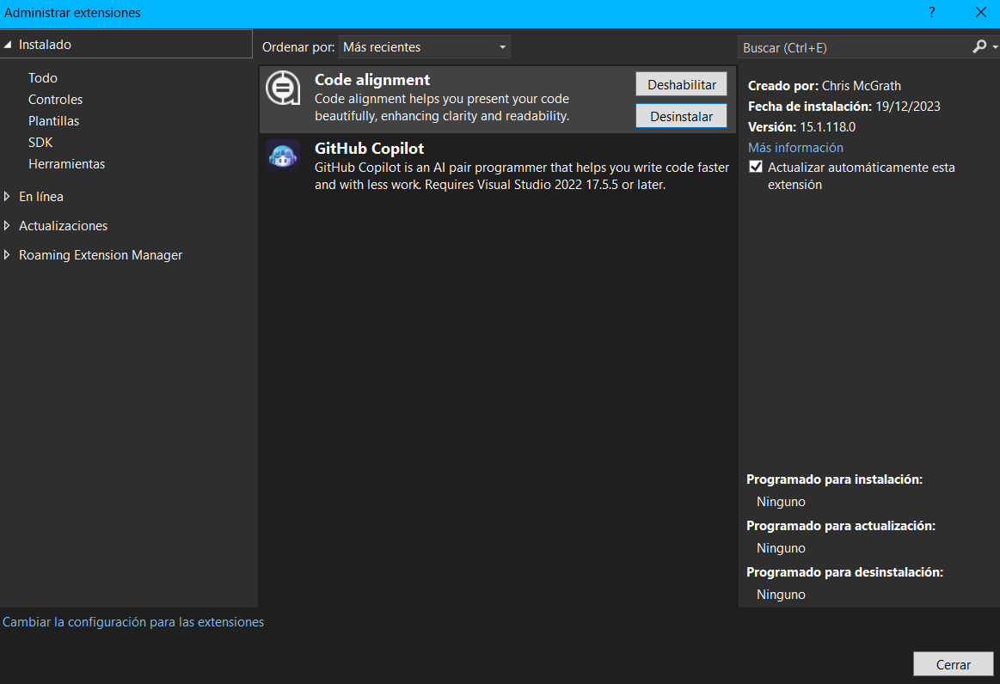 Administrar extensiones
?
Instalado
Todo
Controles
Plantillas
SDK
Herramientas
En línea
Actualizaciones
Roaming Extension Manager
Ordenar por: Más recientes
Code alignment
Code alignment helps you present your code
beautifully, enhancing clarity and readability.
Deshabilitar
Desinstalar
GitHub Copilot
GitHub Copilot is an AI pair programmer that helps you write code faster
and with less work. Requires Visual Studio 2022 17.5.5 or later.
Buscar (Ctrl+E)
Creado por: Chris McGrath
Fecha de instalación: 19/12/2023
Versión: 15.1.118.0
Más información
Actualizar automáticamente esta
extensión
Programado para instalación:
Ninguno
Programado para actualización:
Ninguno
Programado para desinstalación:
Ninguno
Cambiar la configuración para las extensiones
Cerrar